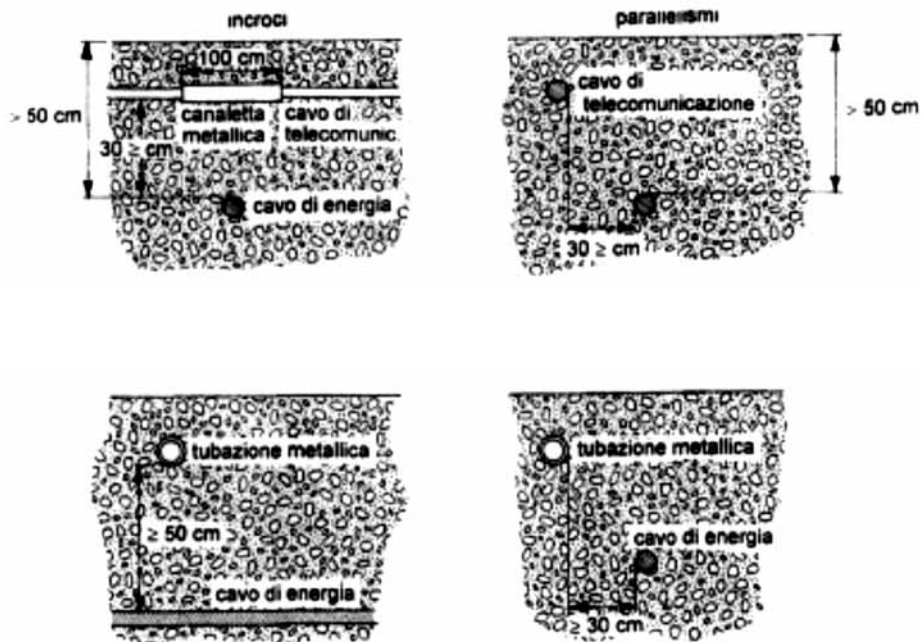 incroci
parallelismi
100 cm
> 50 cm
canaletta metallica
cavo di telecomunic
30 ≥ cm
cavo di energia
cavo di telecomunicazione
> 50 cm
30 ≥ cm
tubazione metallica
≥ 50 cm >
cavo di energia
tubazione metallica
cavo di energia
≥ 30 cm